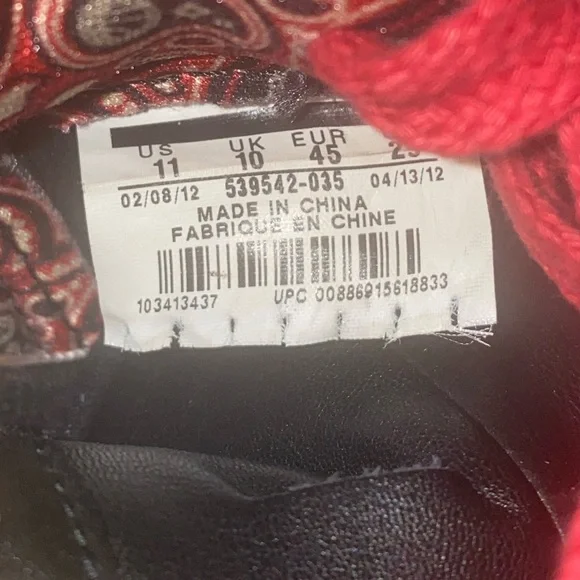 US UK EUR
11 10 45
02/08/12 539542-035 04/13/12
MADE IN CHINA
FABRIQUE EN CHINE
103413437 UPC 00886915618833